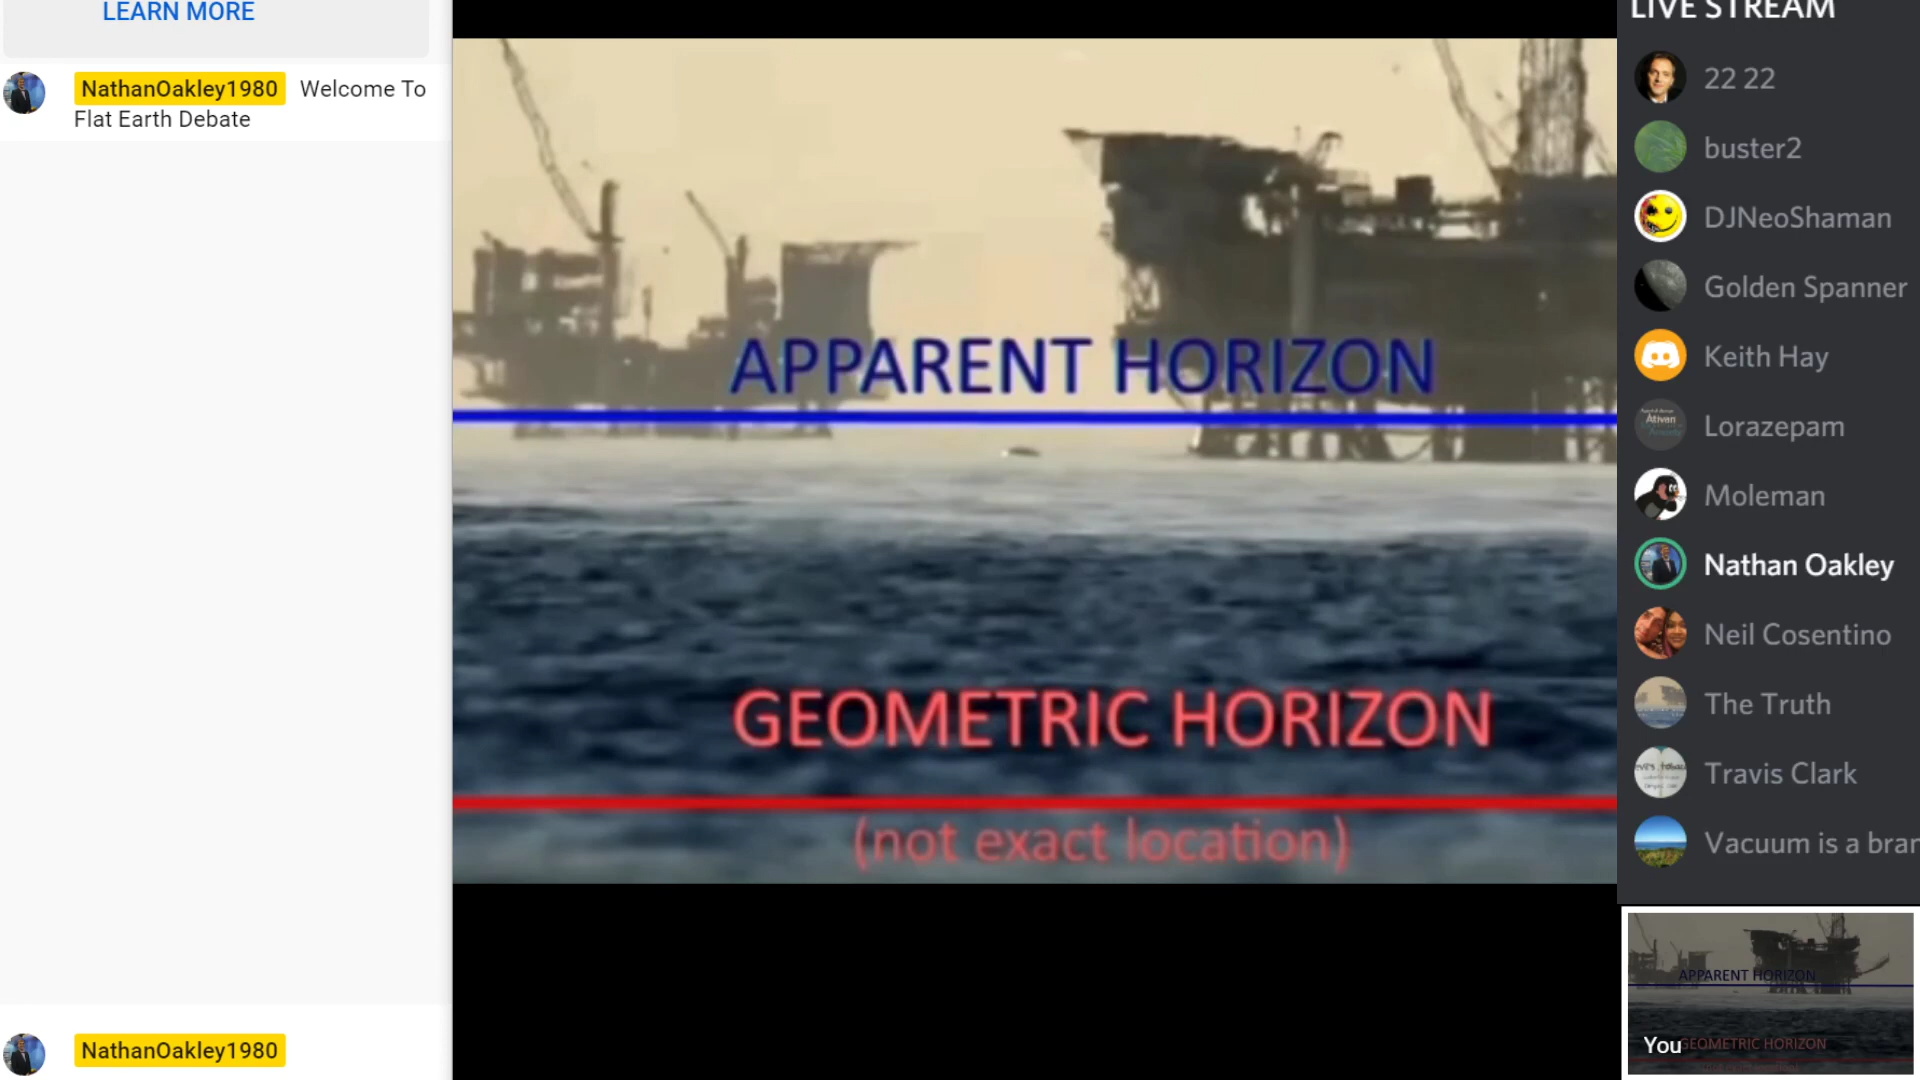 LEARN MORE
NathanOakley1980 Welcome To
Flat Earth Debate
NathanOakley1980
APPARENT HORIZON
GEOMETRIC HORIZON
(not exact location)
LIVE STREAM
22 22
buster2
DJNeoShaman
Golden Spanner
Keith Hay
Lorazepam
Ativan
Moleman
Nathan Oakley
Neil Cosentino
The Truth
Travis Clark
Vacuum is a bran
APPARENT HORIZON
You
GEOMETRIC HORIZON